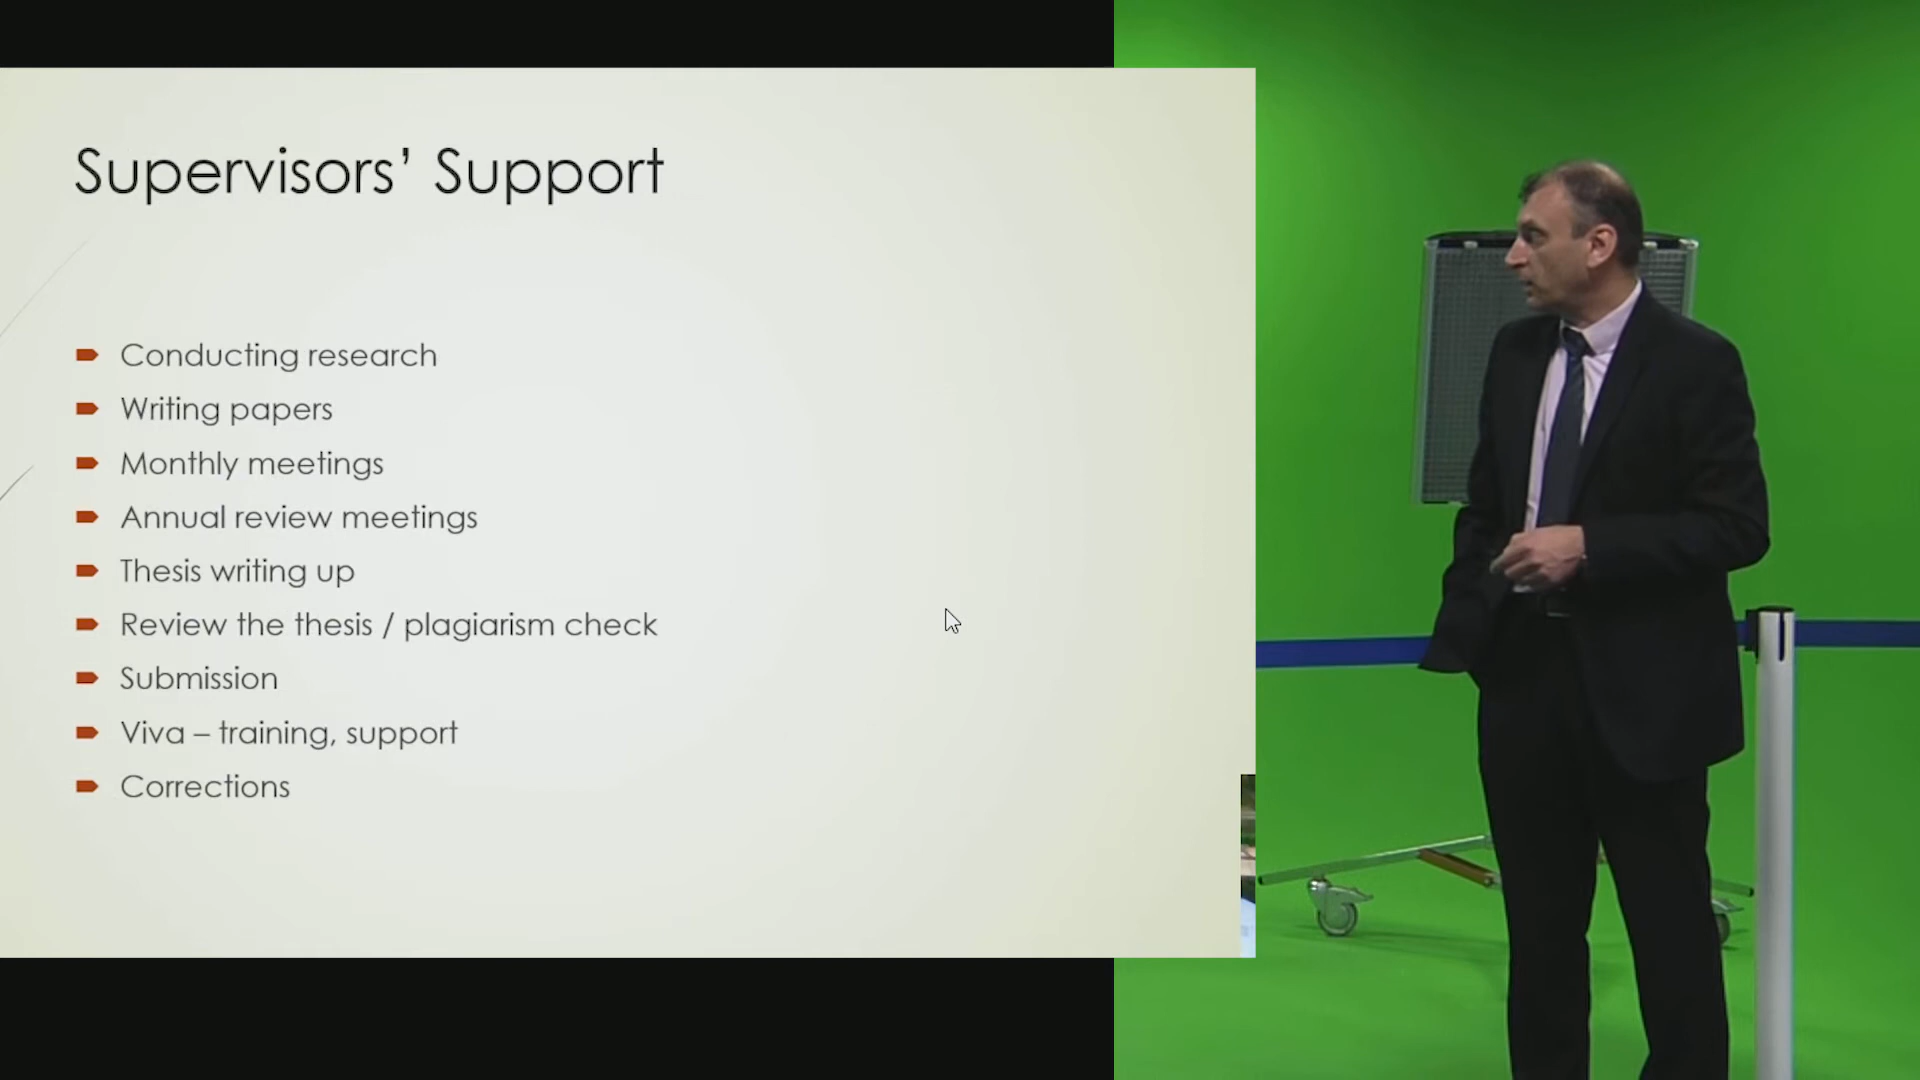 Supervisors’ Support
Conducting research
Writing papers
Monthly meetings
Annual review meetings
Thesis writing up
Review the thesis / plagiarism check
Submission
Viva – training, support
Corrections